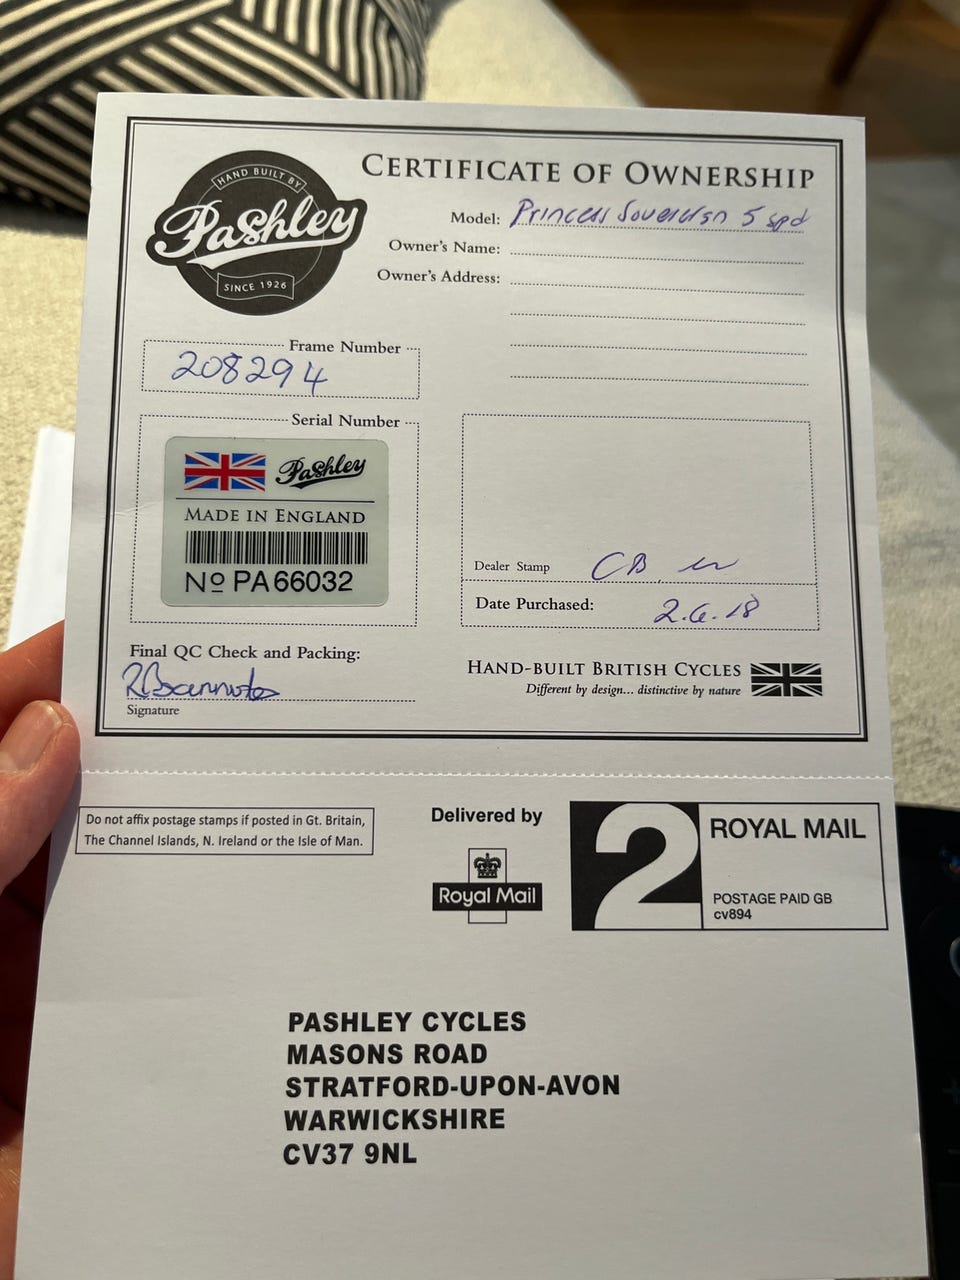 HAND BUILT BY
Pashley
SINCE 1926
CERTIFICATE OF OWNERSHIP
Model: Princess Sovereign 5 spd
Owner's Name:
Owner's Address:
Frame Number
208294
Serial Number
Pashley
MADE IN ENGLAND
Nº PA 66032
Dealer Stamp CB
Date Purchased: 2.6.18
Final QC Check and Packing:
Signature
HAND-BUILT BRITISH CYCLES
Different by design... distinctive by nature
Do not affix postage stamps if posted in Gt. Britain,
The Channel Islands, N. Ireland or the Isle of Man.
Delivered by
Royal Mail
2
ROYAL MAIL
POSTAGE PAID GB
cv894
PASHLEY CYCLES
MASONS ROAD
STRATFORD-UPON-AVON
WARWICKSHIRE
CV37 9NL